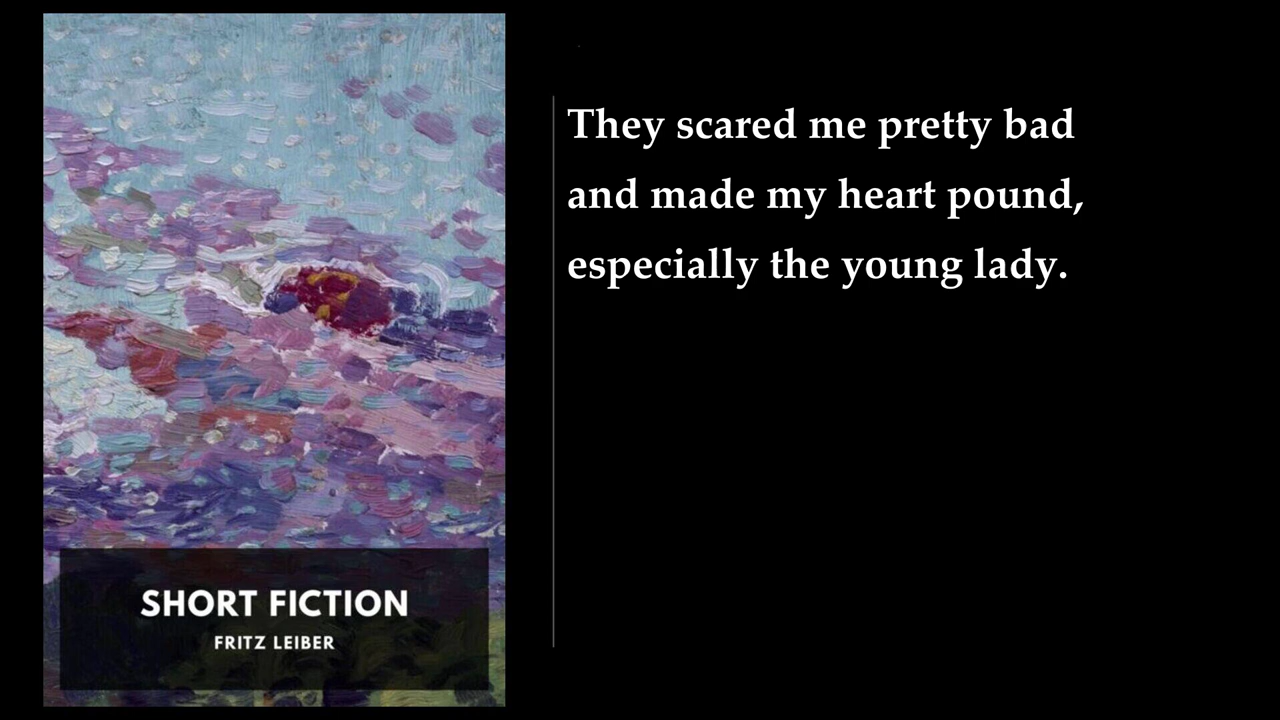 They scared me pretty bad
and made my heart pound,
especially the young lady.
SHORT FICTION
FRITZ LEIBER